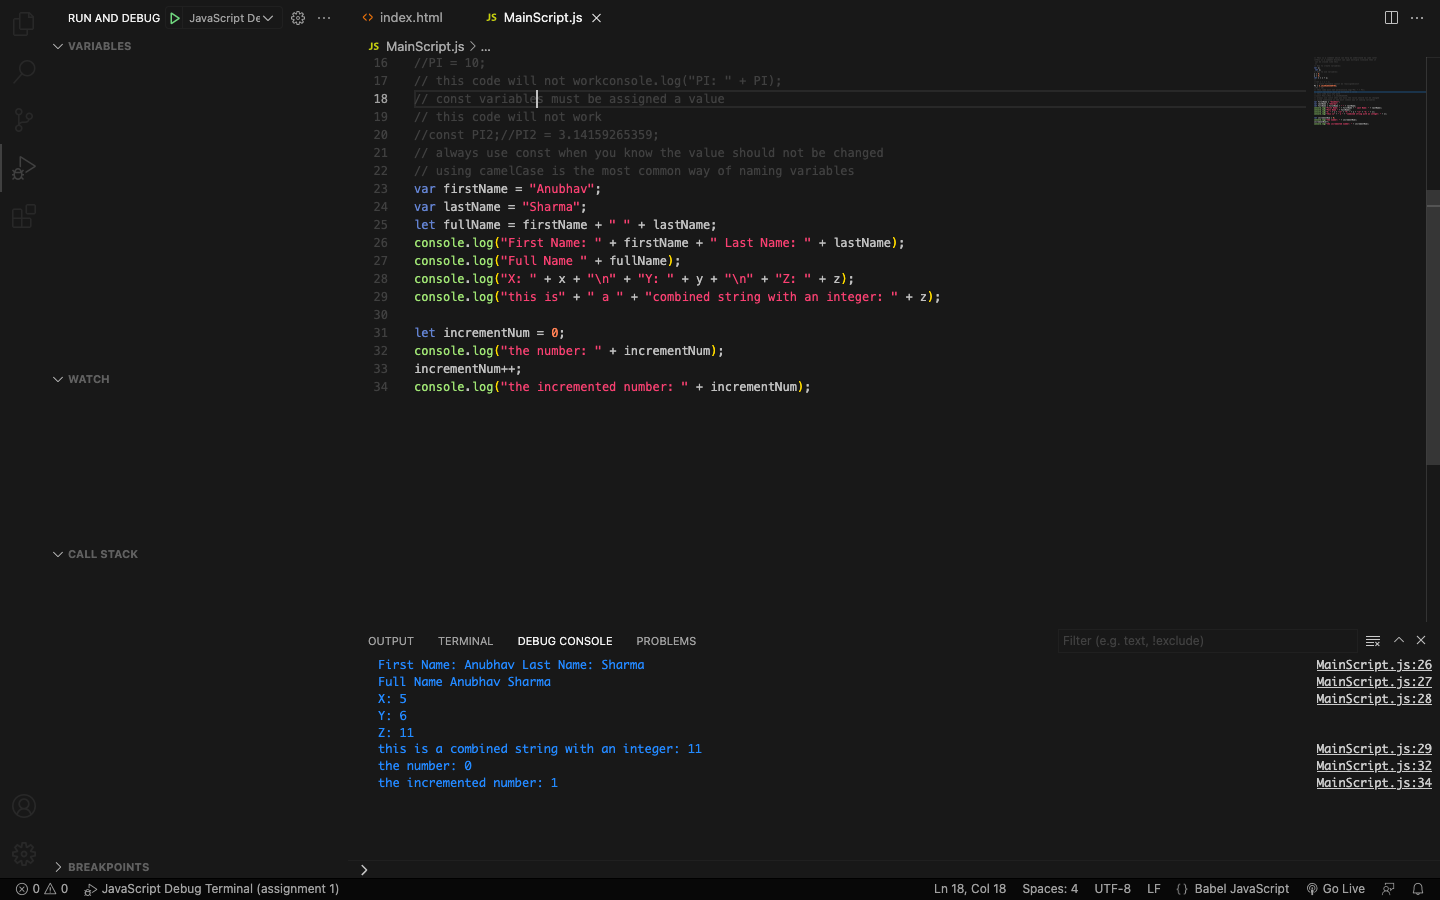 RUN AND DEBUG JavaScript De
index.html
JS MainScript.js
VARIABLES
JS MainScript.js > ...
16 //PI = 10;
17 // this code will not workconsole.log("PI: " + PI);
18 // const variables must be assigned a value
19 // this code will not work
20 //const PI2;//PI2 = 3.14159265359;
21 // always use const when you know the value should not be changed
22 // using camelCase is the most common way of naming variables
23 var firstName = "Anubhav";
24 var lastName = "Sharma";
25 let fullName = firstName + " " + lastName;
26 console.log("First Name: " + firstName + " Last Name: " + lastName);
27 console.log("Full Name " + fullName);
28 console.log("X: " + x + "\n" + "Y: " + y + "\n" + "Z: " + z);
29 console.log("this is" + " a " + "combined string with an integer: " + z);
30
31 let incrementNum = 0;
32 console.log("the number: " + incrementNum);
33 incrementNum++;
34 console.log("the incremented number: " + incrementNum);
WATCH
CALL STACK
BREAKPOINTS
OUTPUT TERMINAL DEBUG CONSOLE PROBLEMS Filter (e.g. text, !exclude)
First Name: Anubhav Last Name: Sharma MainScript.js:26
Full Name Anubhav Sharma MainScript.js:27
X: 5 MainScript.js:28
Y: 6
Z: 11
this is a combined string with an integer: 11 MainScript.js:29
the number: 0 MainScript.js:32
the incremented number: 1 MainScript.js:34
>
0 0 JavaScript Debug Terminal (assignment 1) Ln 18, Col 18 Spaces: 4 UTF-8 LF {} Babel JavaScript Go Live